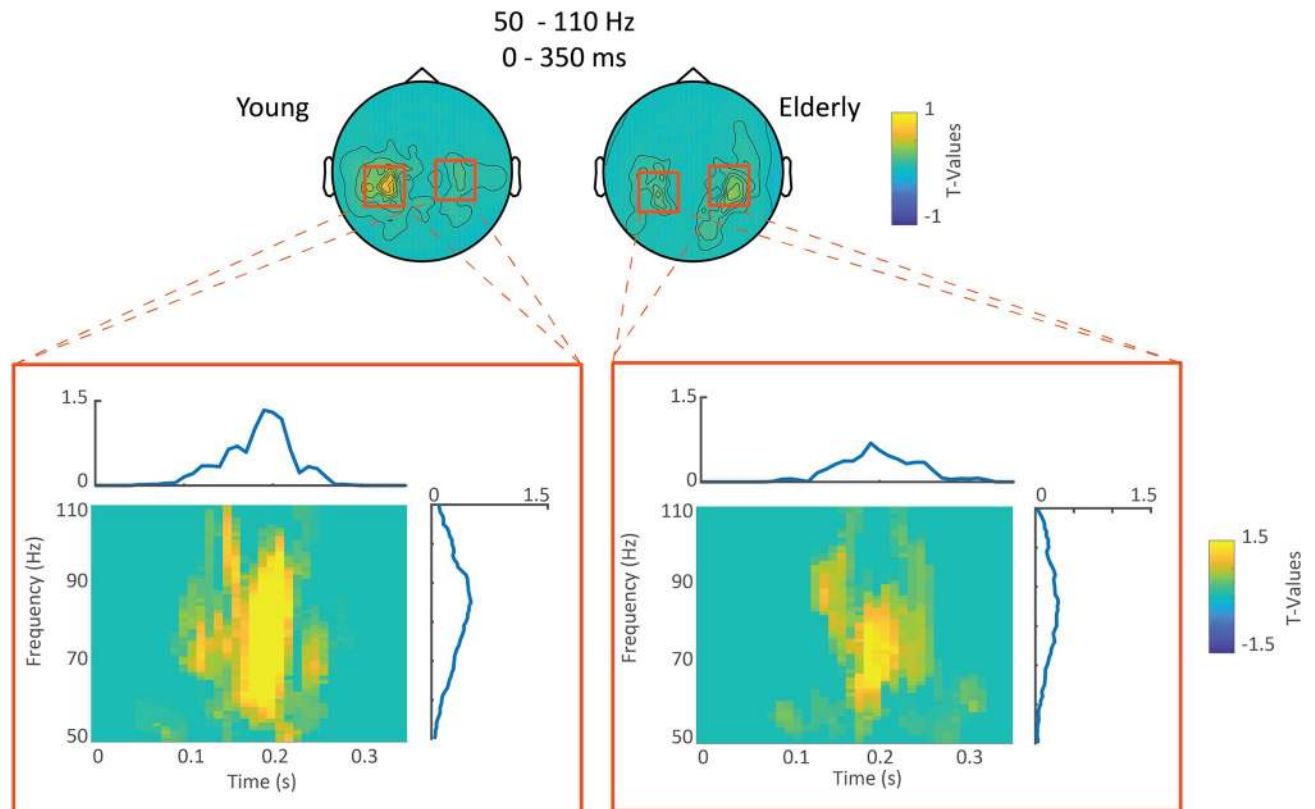 50 - 110 Hz
0 - 350 ms
Young
Elderly
1
-1
T-Values
1.5
0
0 1.5
110
90
70
50
Frequency (Hz)
0 0.1 0.2 0.3
Time (s)
1.5
0
0 1.5
110
90
70
50
Frequency (Hz)
0 0.1 0.2 0.3
Time (s)
1.5
-1.5
T-Values